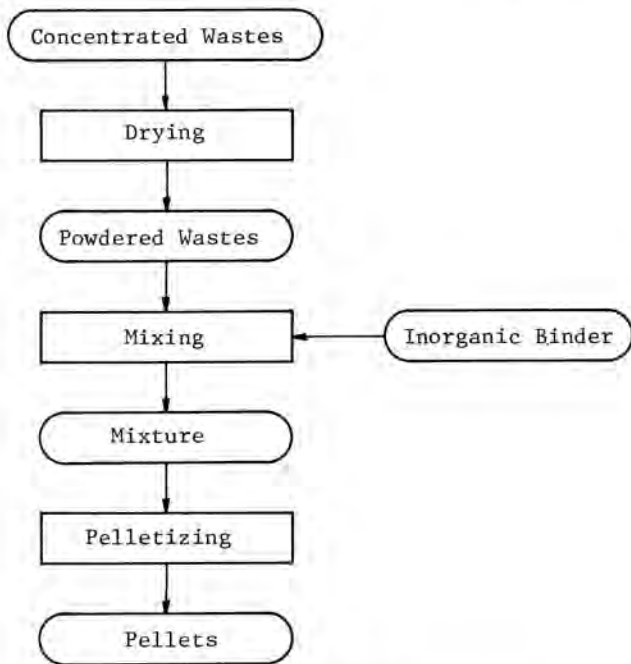 Concentrated Wastes
Drying
Powdered Wastes
Mixing
Inorganic Binder
Mixture
Pelletizing
Pellets